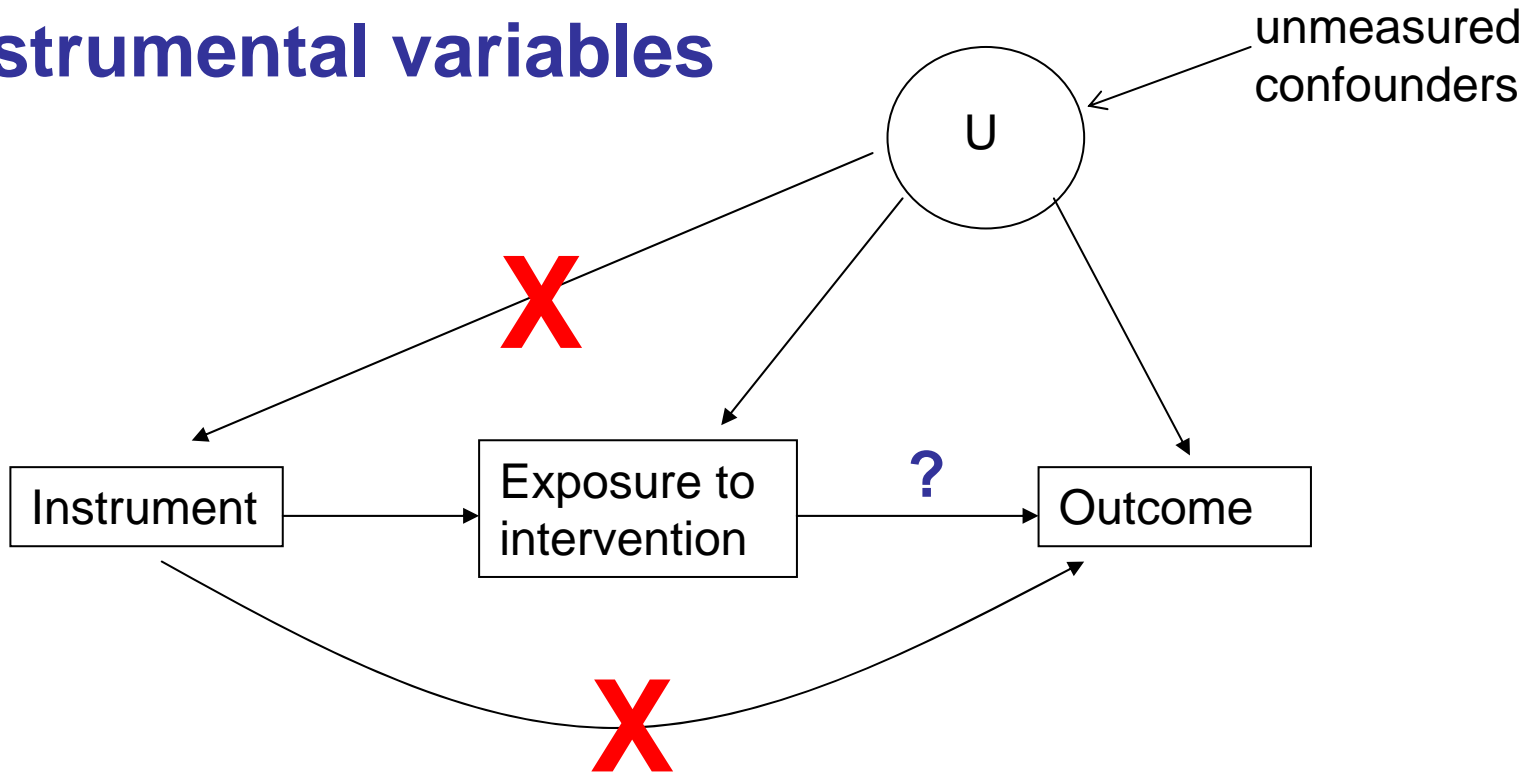 strumental variables
unmeasured
confounders
U
X
Instrument
Exposure to
intervention
?
Outcome
X